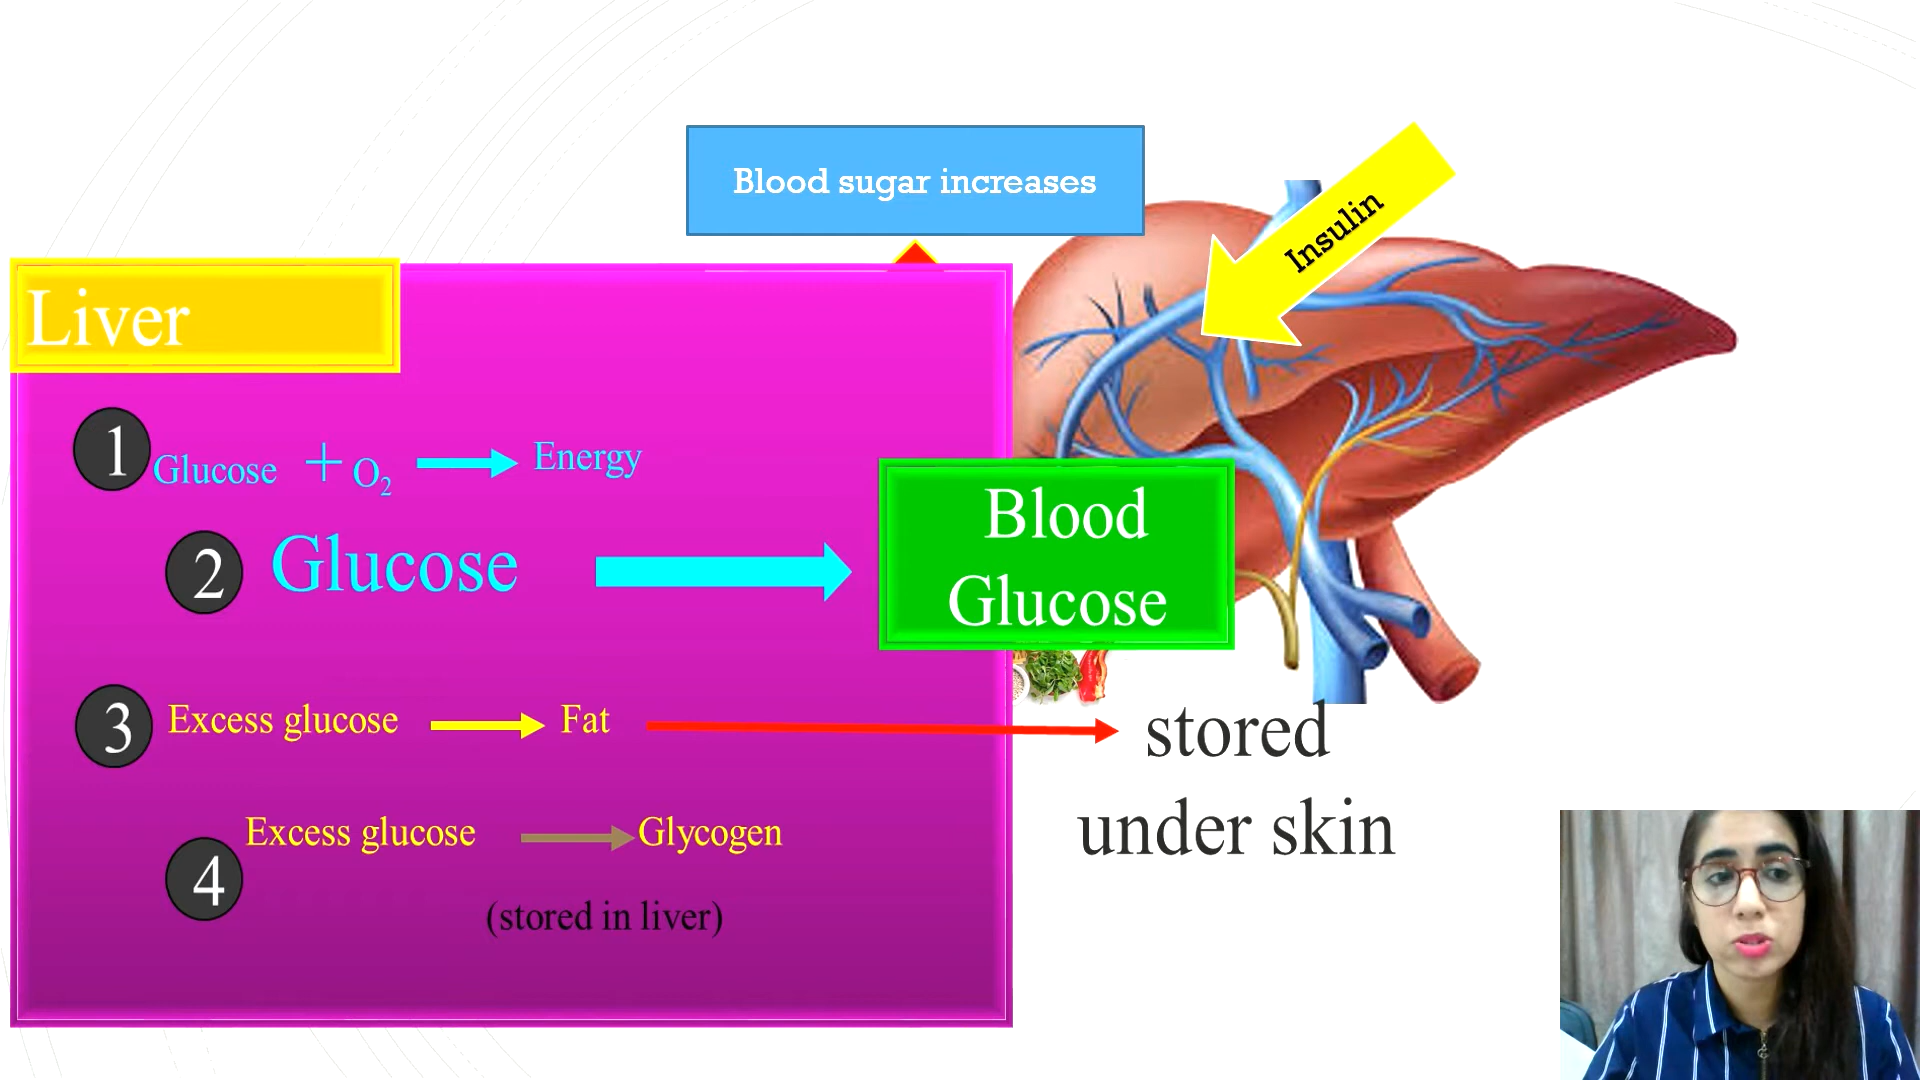 Blood sugar increases
Insulin
Liver
1 Glucose + O2 Energy
2 Glucose
Blood
Glucose
3 Excess glucose Fat
stored
under skin
4 Excess glucose Glycogen
(stored in liver)